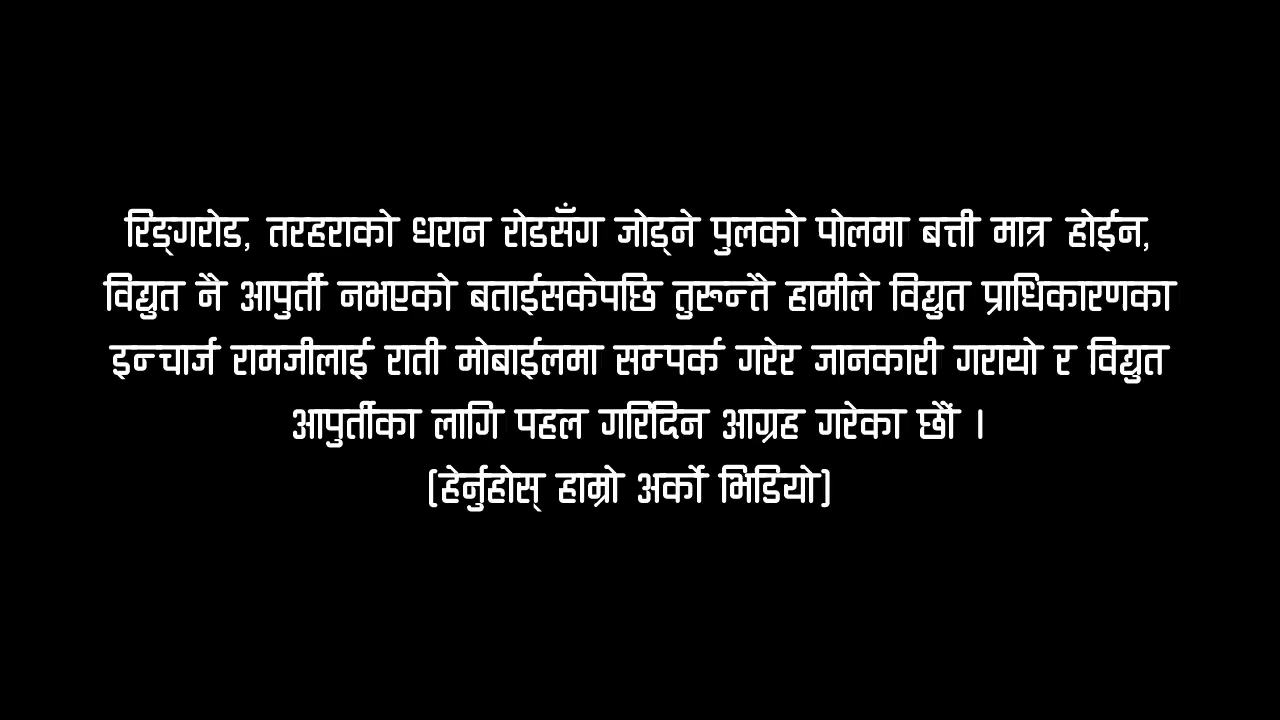 रिङ्गरोड, तरहराको धरान रोडसँँग जोड्ने पुलको पोलमा बत्ती मात्र होईन,
विद्युत नै आपुर्ती नभएको बताईसकेपछि तुरून्तै हामीले विद्युत प्राधिकारणका
इन्चार्ज रामजीलाई राती मोबाईलमा सम्पर्क गरेर जानकारी गरायो र विद्युत
आपुर्तीका लागि पहल गरिदिन आग्रह गरेका छौं ।
(हेर्नुहोस् हाम्रो अर्को भिडियो)